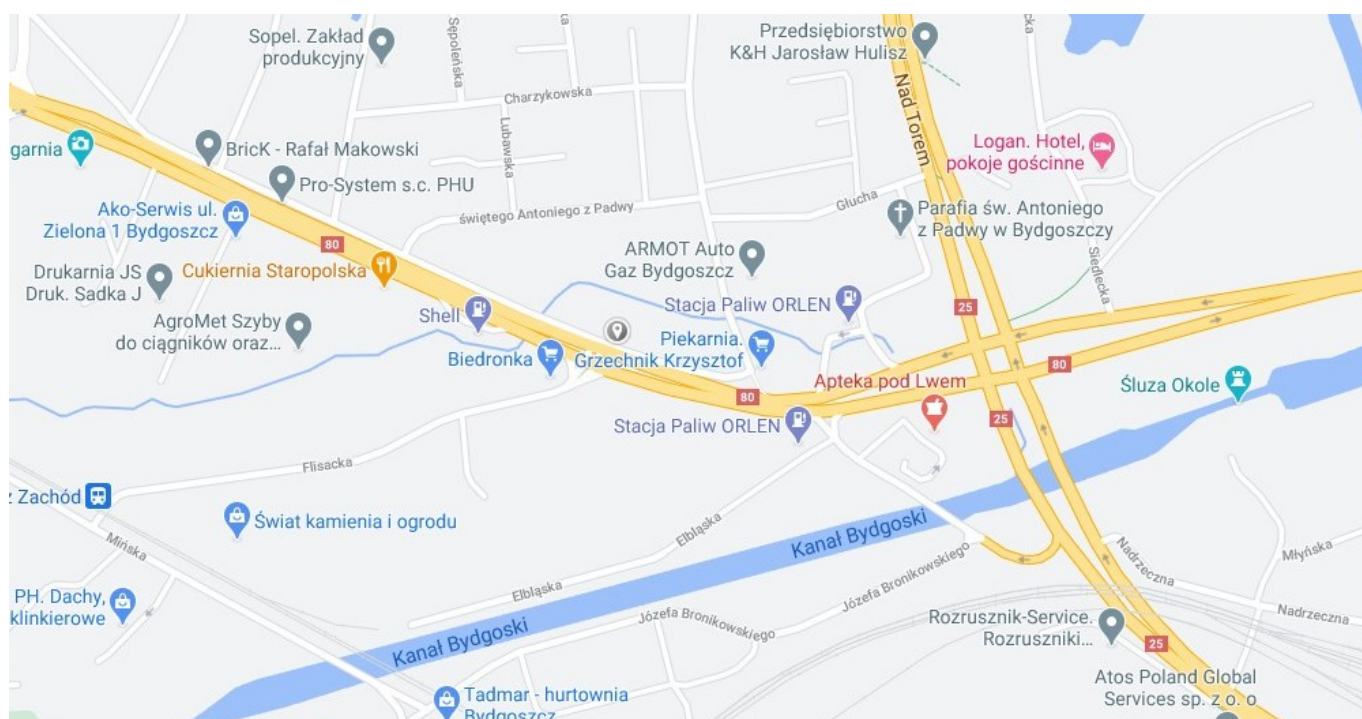 Sopel. Zakład
produkcyjny
Sępoleńska
Przedsiębiorstwo
K&H Jarosław Hulisz
Nad Torem
Charzykowska
Lubawska
garnia
BricK - Rafał Makowski
Pro-System s.c. PHU
Logan. Hotel,
pokoje gościnne
Ako-Serwis ul.
Zielona 1 Bydgoszcz
świętego Antoniego z Padwy
Głucha
Parafia św. Antoniego
z Padwy w Bydgoszczy
80
Cukiernia Staropolska
ARMOT Auto
Gaz Bydgoszcz
Siedlecka
Drukarnia JS
Druk. Sadka J
Shell
Stacja Paliw ORLEN
25
AgroMet Szyby
do ciągników oraz...
Biedronka
Piekarnia.
Grzechnik Krzysztof
80
Apteka pod Lwem
Śluza Okole
80
25
Stacja Paliw ORLEN
Flisacka
z Zachód
Świat kamienia i ogrodu
Elbląska
Kanał Bydgoski
Mińska
Nadrzeczna
Młyńska
PH. Dachy,
klinkierowe
Elbląska
Józefa Bronikowskiego
Józefa Bronikowskiego
Nadrzeczna
Kanał Bydgoski
Rozrusznik-Service.
Rozruszniki...
25
Atos Poland Global
Services sp. z o. o
Tadmar - hurtownia
Bydgoszcz